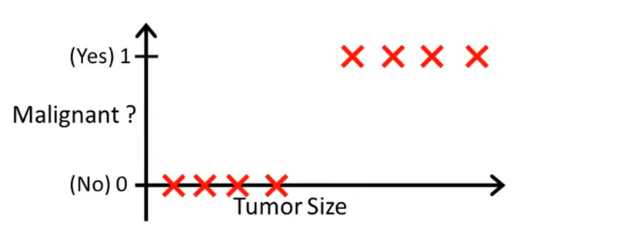 (Yes) 1
Malignant ?
(No) 0
Tumor Size